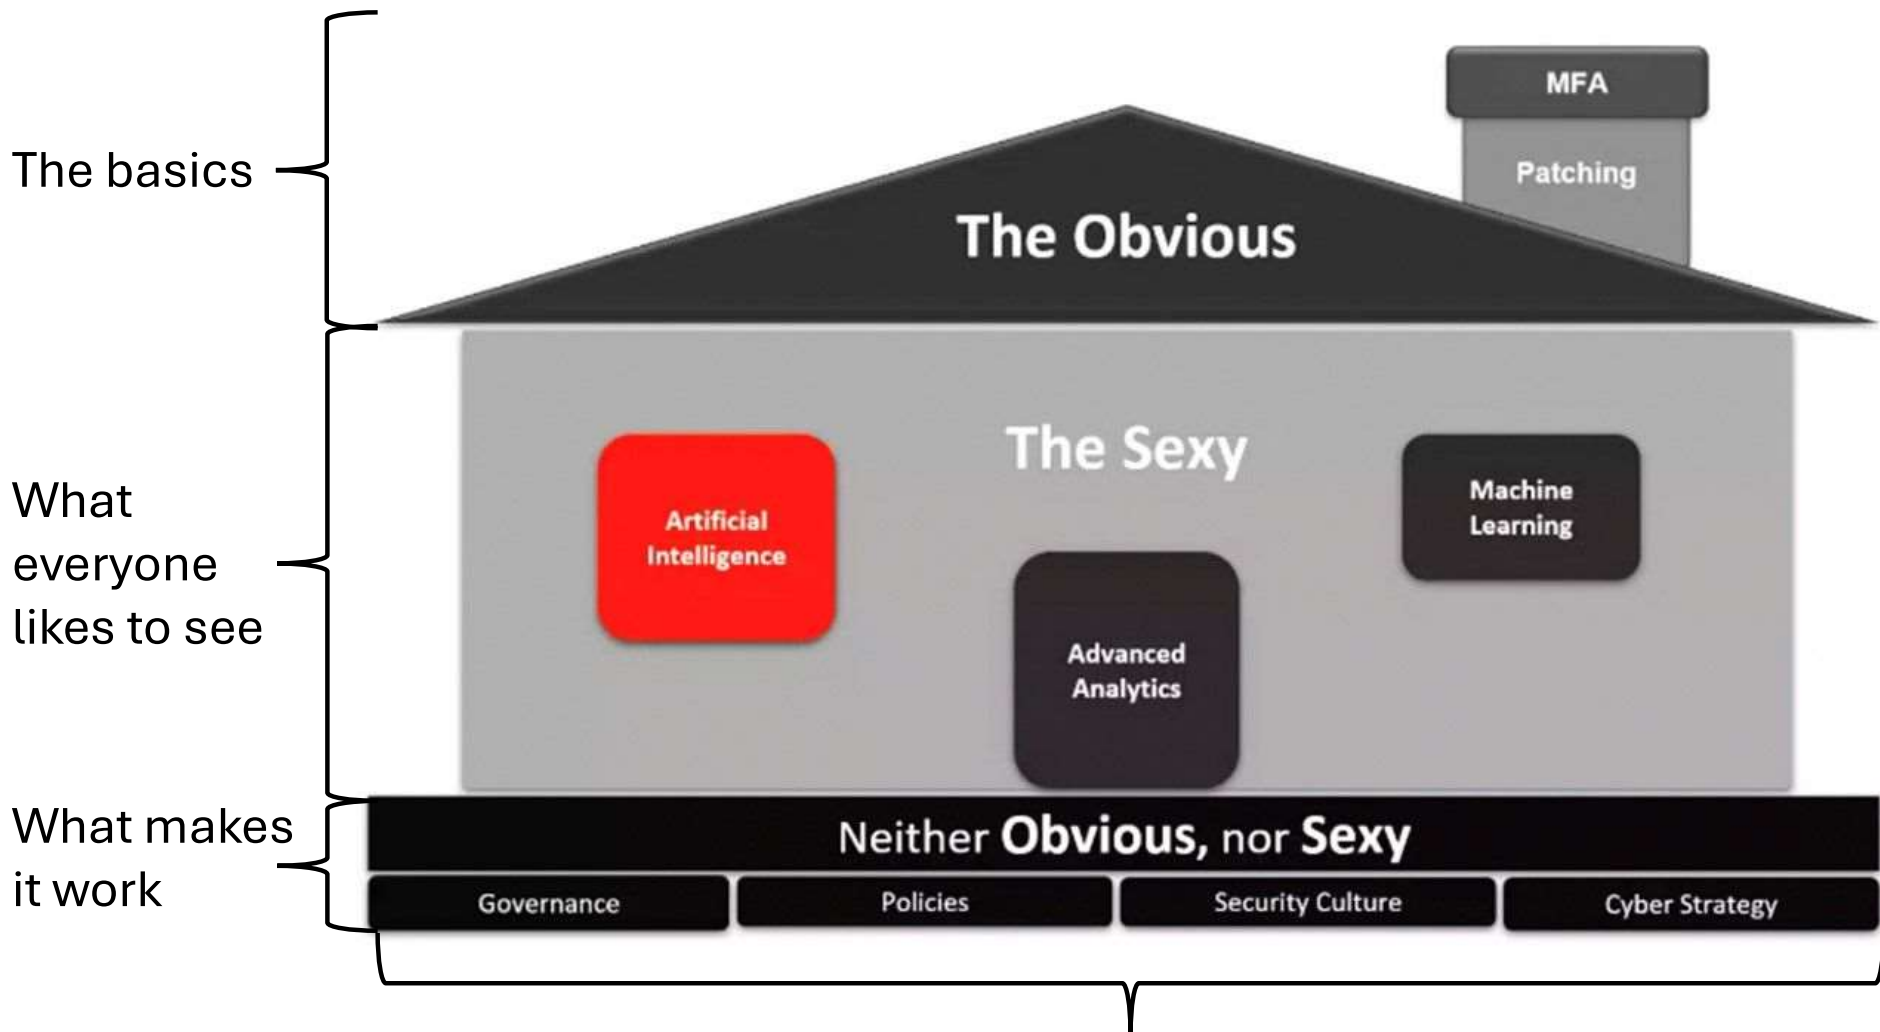 The basics
MFA
Patching
The Obvious
What
everyone
likes to see
The Sexy
Artificial
Intelligence
Machine
Learning
Advanced
Analytics
What makes
it work
Neither Obvious, nor Sexy
Governance
Policies
Security Culture
Cyber Strategy